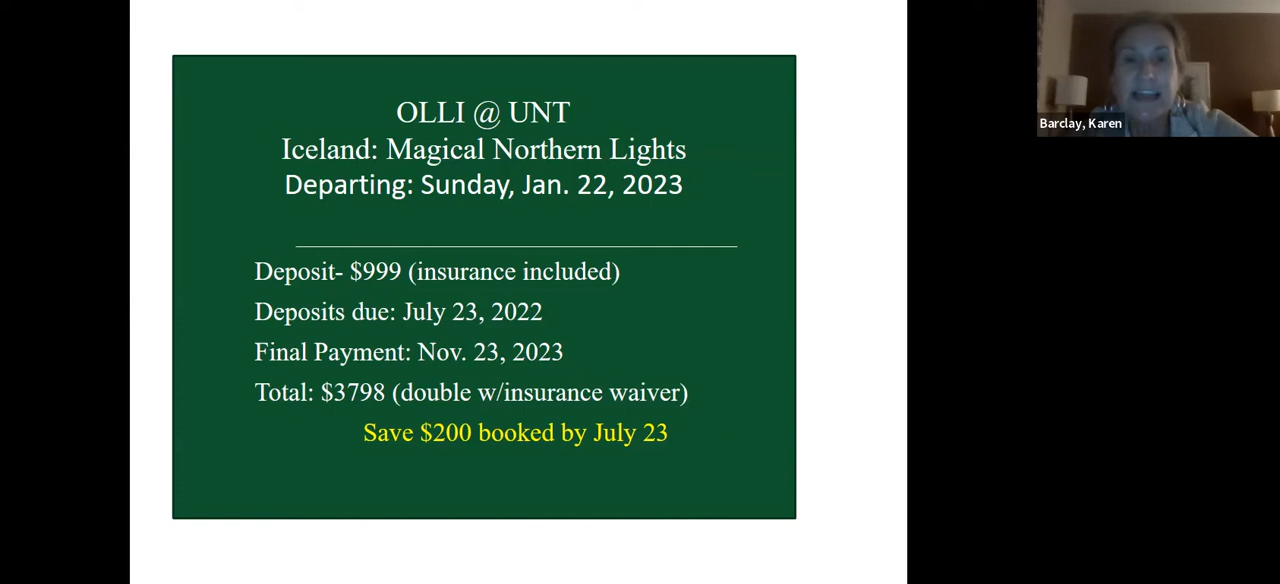 OLLI @ UNT
Iceland: Magical Northern Lights
Departing: Sunday, Jan. 22, 2023
Deposit- $999 (insurance included)
Deposits due: July 23, 2022
Final Payment: Nov. 23, 2023
Total: $3798 (double w/insurance waiver)
Save $200 booked by July 23
Barclay, Karen